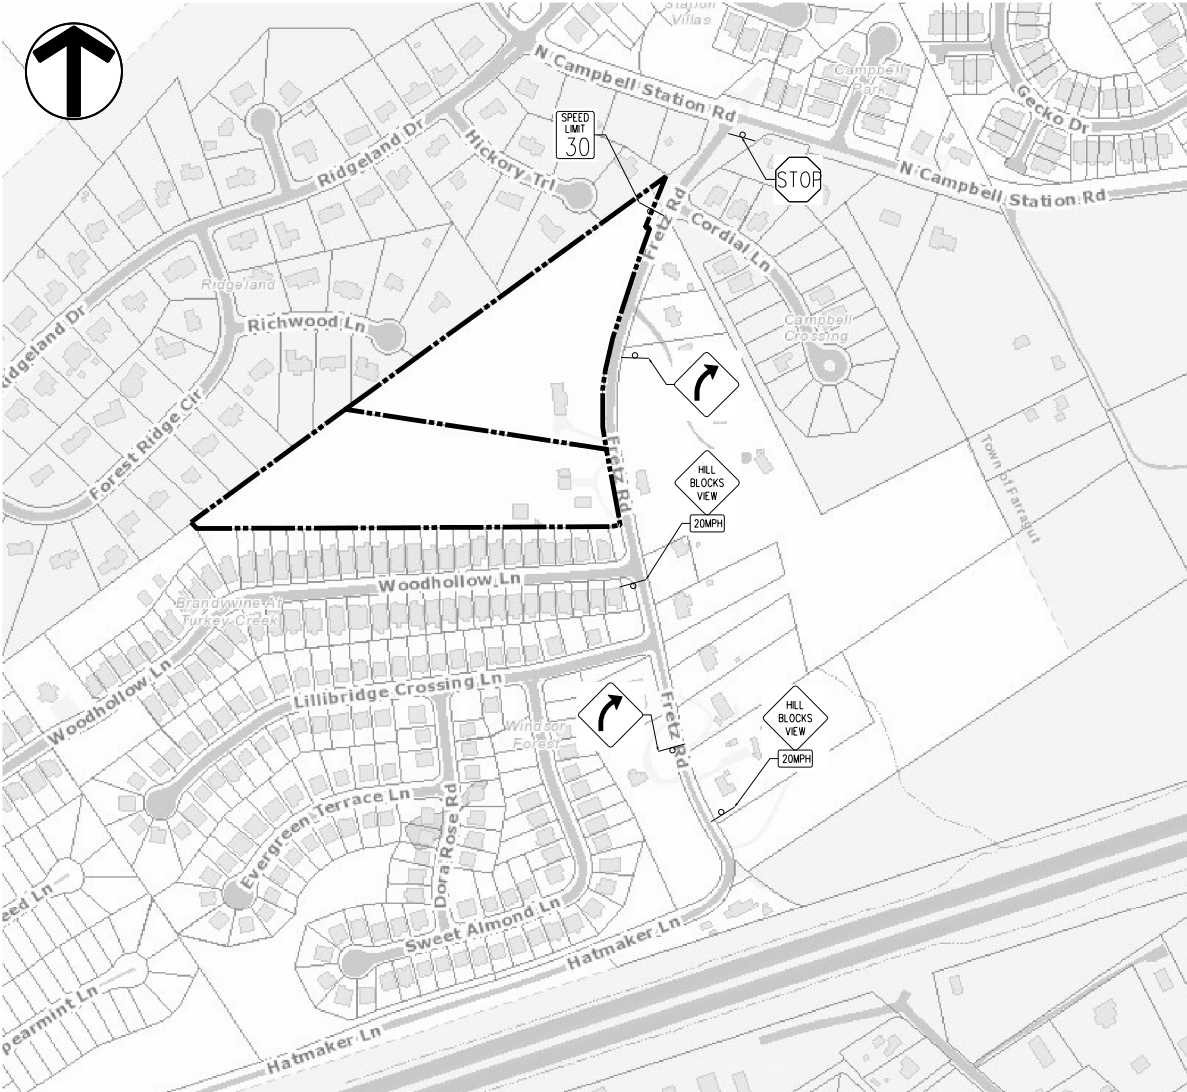 Station
Villas
N Campbell Station Rd
Campbell
Park
Gecko Dr
SPEED
LIMIT
30
Ridgeland Dr
Hickory Trl
STOP
N Campbell Station Rd
Fretz Rd
Cordial Ln
Ridgeland
Richwood Ln
Campbell
Crossing
idgeland Dr
Forest Ridge Cir
Fretz Rd
HILL
BLOCKS
VIEW
20MPH
Town of Farragut
Woodhollow Ln
Brandywine At
Turkey Creek
Woodhollow Ln
Lillibridge Crossing Ln
Windsor
Forest
Fretz Rd
HILL
BLOCKS
VIEW
20MPH
Evergreen Terrace Ln
Dora Rose Rd
eed Ln
Sweet Almond Ln
Hatmaker Ln
pearmint Ln
Hatmaker Ln